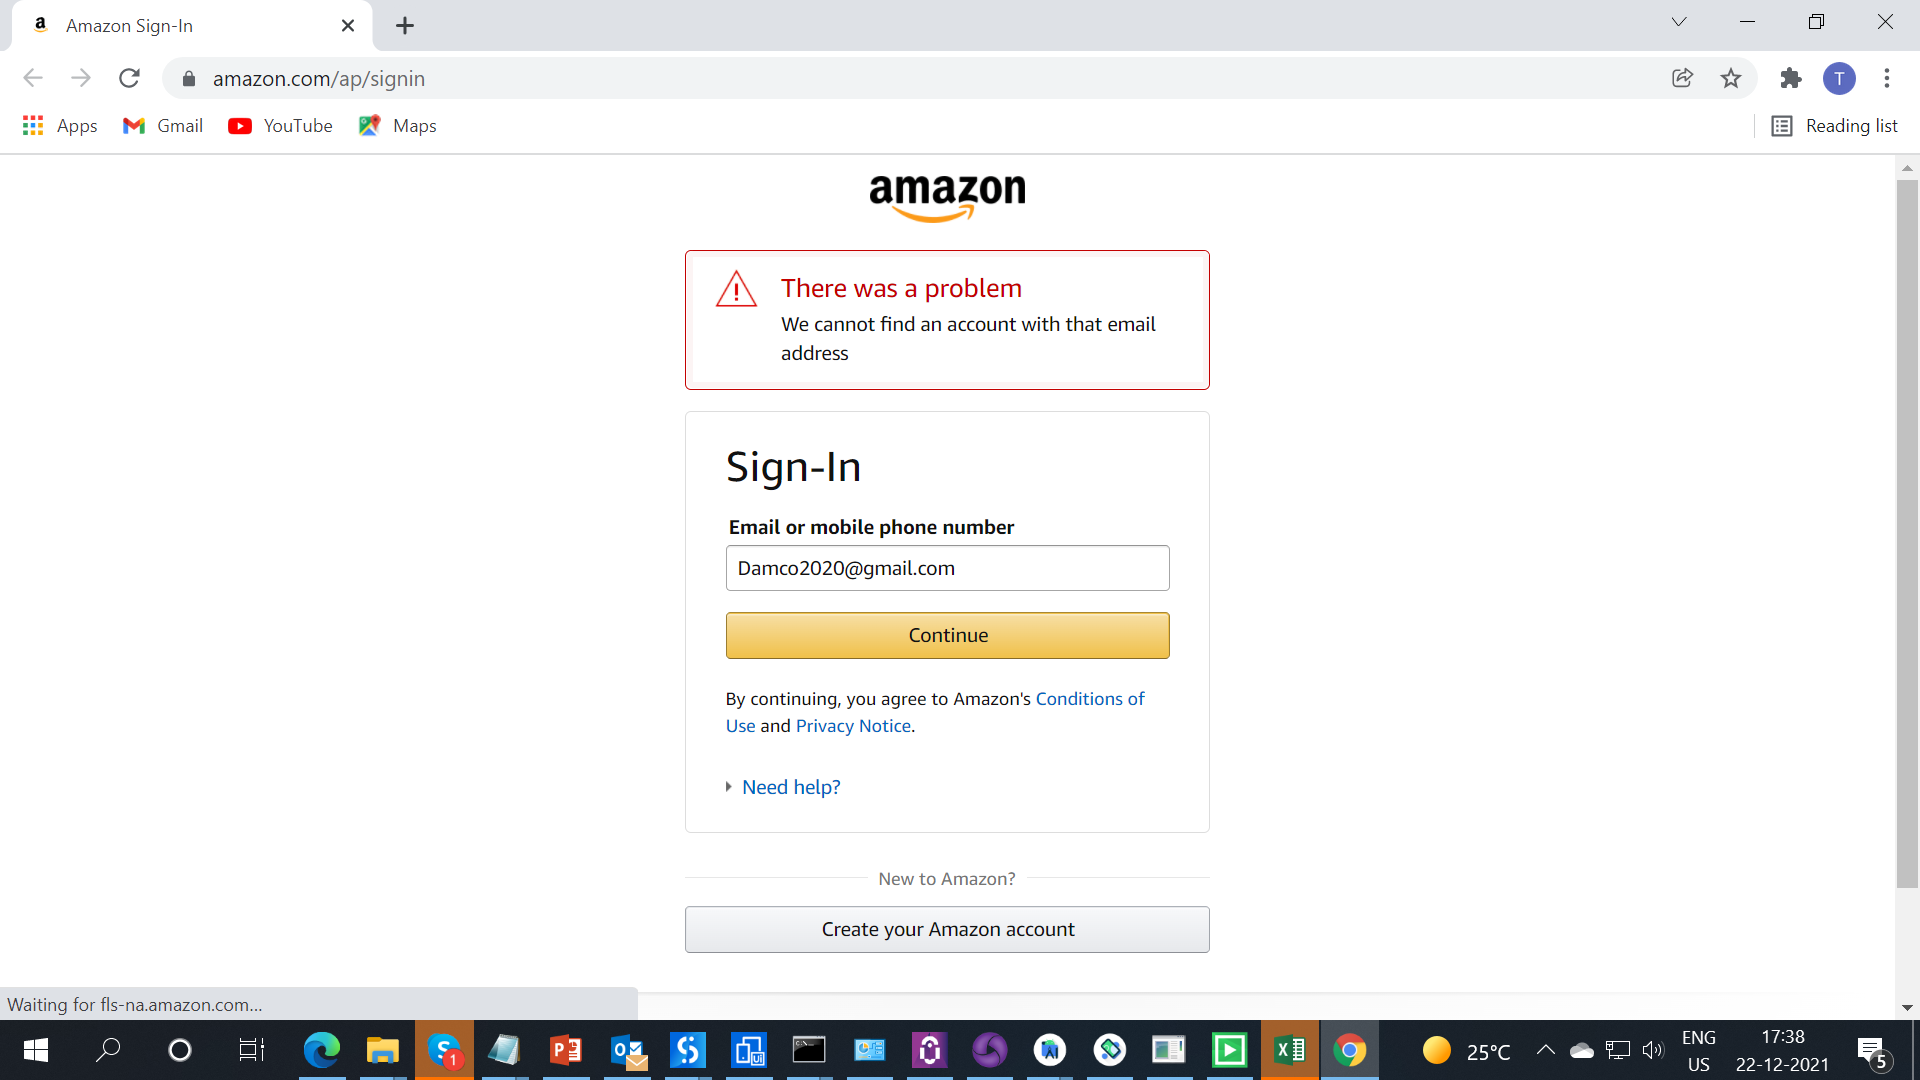 Amazon Sign-In
amazon.com/ap/signin
T
Apps
Gmail
YouTube
Maps
Reading list
amazon
There was a problem
We cannot find an account with that email
address
Sign-In
Email or mobile phone number
Damco2020@gmail.com
Continue
By continuing, you agree to Amazon's Conditions of
Use and Privacy Notice.
Need help?
New to Amazon?
Create your Amazon account
Waiting for fls-na.amazon.com...
25°C
ENG
US
17:38
22-12-2021
5